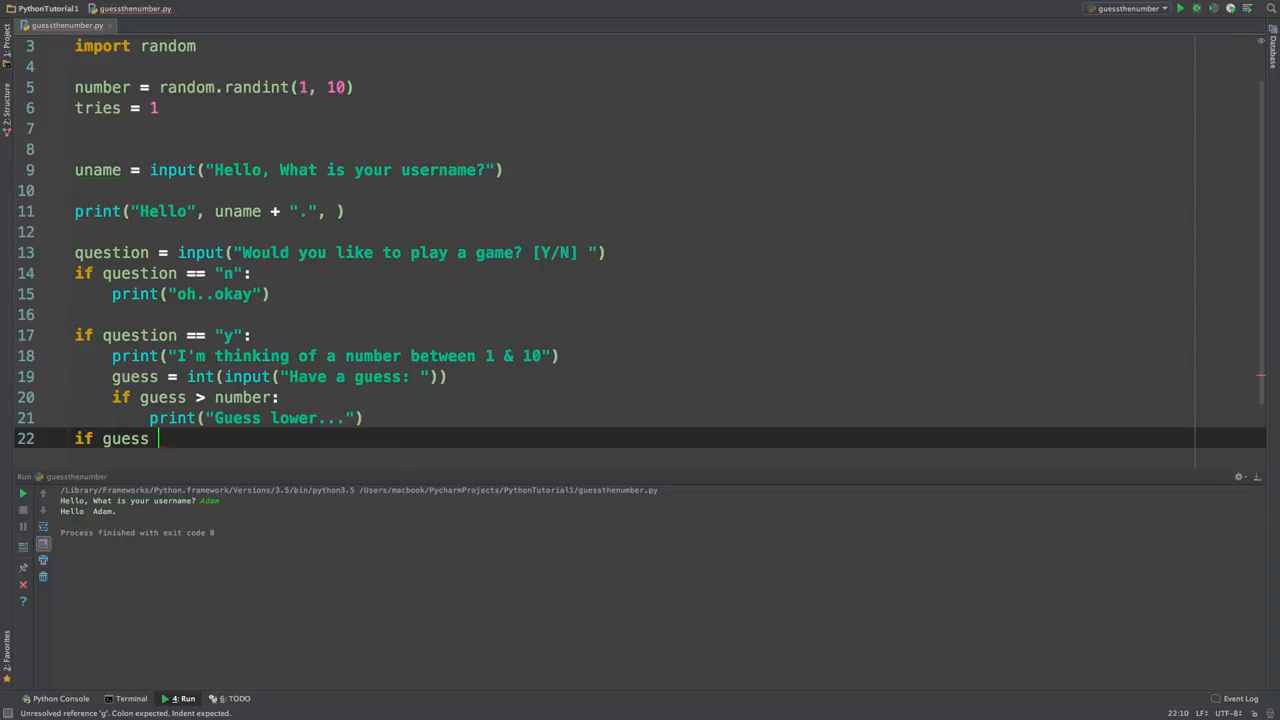 PythonTutorial1 guessthenumber.py guessthenumber
guessthenumber.py
1: Project
Z: Structure
2: Favorites
Database
3 import random
4
5 number = random.randint(1, 10)
6 tries = 1
7
8
9 uname = input("Hello, What is your username?")
10
11 print("Hello", uname + ".", )
12
13 question = input("Would you like to play a game? [Y/N] ")
14 if question == "n":
15 print("oh..okay")
16
17 if question == "y":
18 print("I'm thinking of a number between 1 & 10")
19 guess = int(input("Have a guess: "))
20 if guess > number:
21 print("Guess lower...")
22 if guess
Run guessthenumber
/Library/Frameworks/Python.framework/Versions/3.5/bin/python3.5 /Users/macbook/PycharmProjects/PythonTutorial1/guessthenumber.py
Hello, What is your username? Adam
Hello  Adam.
Process finished with exit code 0
Python Console Terminal 4: Run 6: TODO Event Log
Unresolved reference 'g'. Colon expected. Indent expected. 22:10 LF÷ UTF-8÷